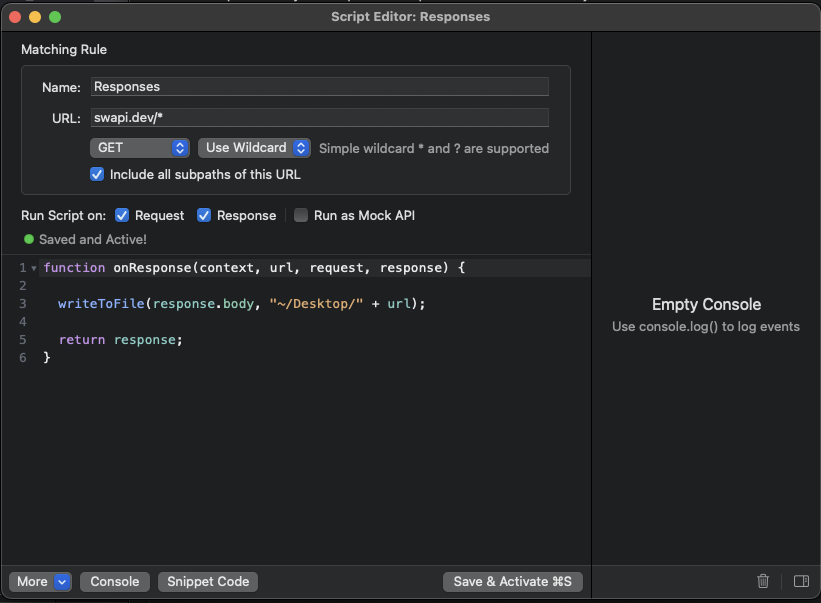 Script Editor: Responses
Matching Rule
Name: Responses
URL: swapi.dev/*
GET Use Wildcard Simple wildcard * and ? are supported
Include all subpaths of this URL
Run Script on: Request Response Run as Mock API
Saved and Active!
1 function onResponse(context, url, request, response) {
2
3 writeToFile(response.body, "~/Desktop/" + url);
4
5 return response;
6 }
Empty Console
Use console.log() to log events
More Console Snippet Code Save & Activate ⌘S